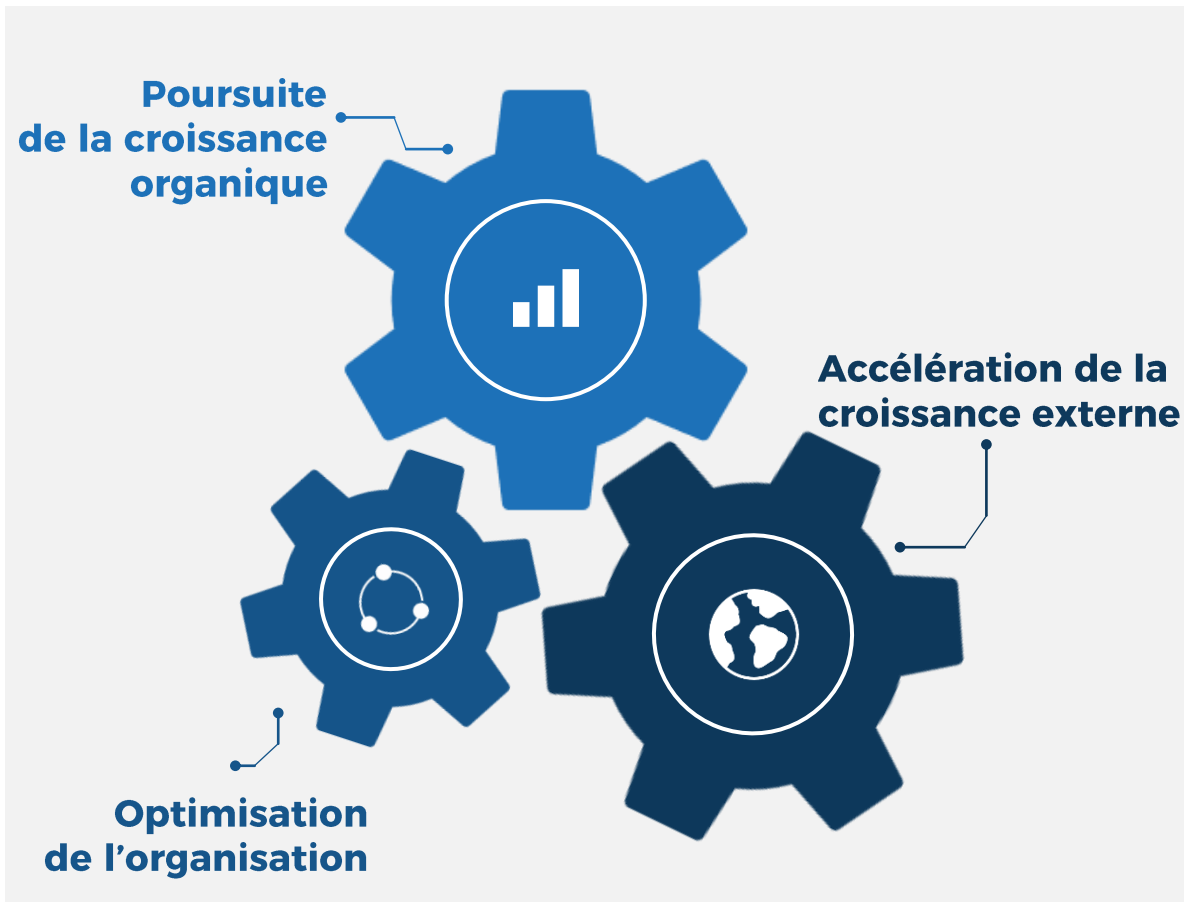 Poursuite
de la croissance
organique
Accélération de la
croissance externe
Optimisation
de l’organisation